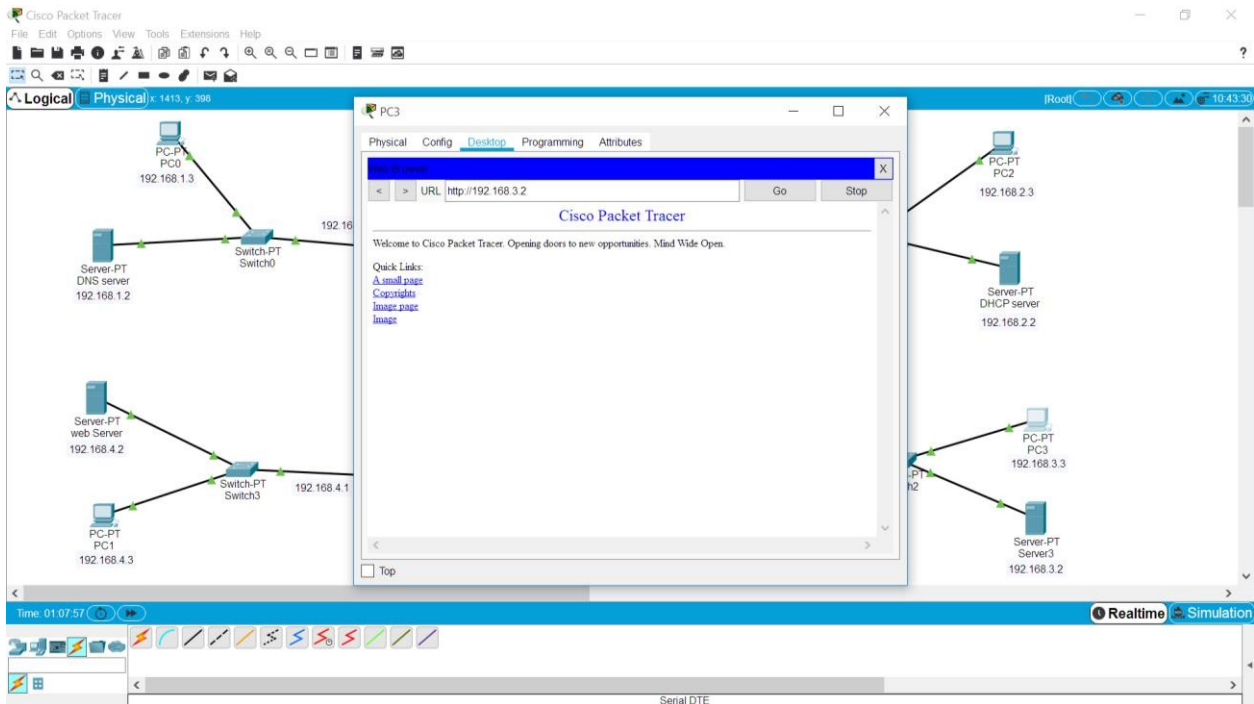 Cisco Packet Tracer
File Edit Options View Tools Extensions Help
?
Logical Physical x: 1413, y: 396
[Root] 10:43:30
PC3
Physical Config Desktop Programming Attributes
X
< > URL http://192.168.3.2 Go Stop
Cisco Packet Tracer
Welcome to Cisco Packet Tracer. Opening doors to new opportunities. Mind Wide Open.
Quick Links:
A small page
Copyrights
Image page
Image
Top
PC-PT
PC0
192.168.1.3
192.16
Switch-PT
Switch0
Server-PT
DNS server
192.168.1.2
PC-PT
PC2
192.168.2.3
Server-PT
DHCP server
192.168.2.2
Server-PT
web Server
192.168.4.2
Switch-PT
Switch3
192.168.4.1
PC-PT
PC1
192.168.4.3
PC-PT
PC3
192.168.3.3
-PT
h2
Server-PT
Server3
192.168.3.2
Time: 01:07:57
Realtime Simulation
Serial DTE